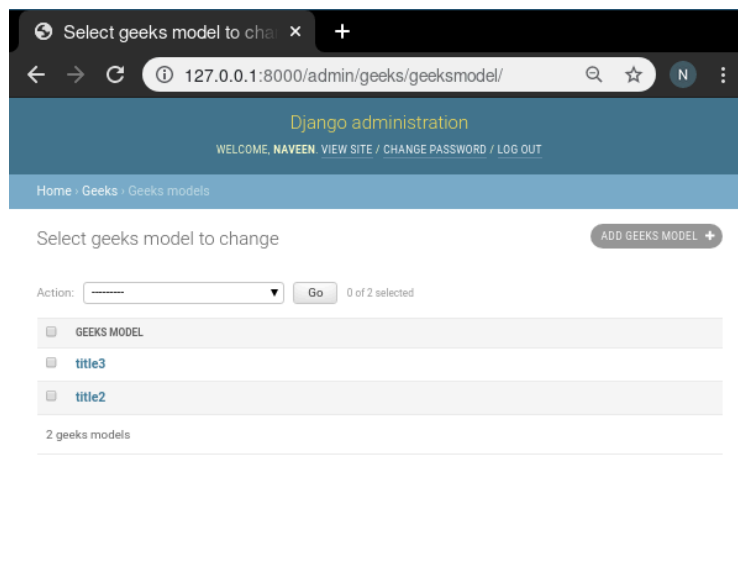 Select geeks model to cha
127.0.0.1:8000/admin/geeks/geeksmodel/
N
Django administration
WELCOME, NAVEEN. VIEW SITE / CHANGE PASSWORD / LOG OUT
Home › Geeks › Geeks models
Select geeks model to change
ADD GEEKS MODEL +
Action: --------- Go 0 of 2 selected
GEEKS MODEL
title3
title2
2 geeks models